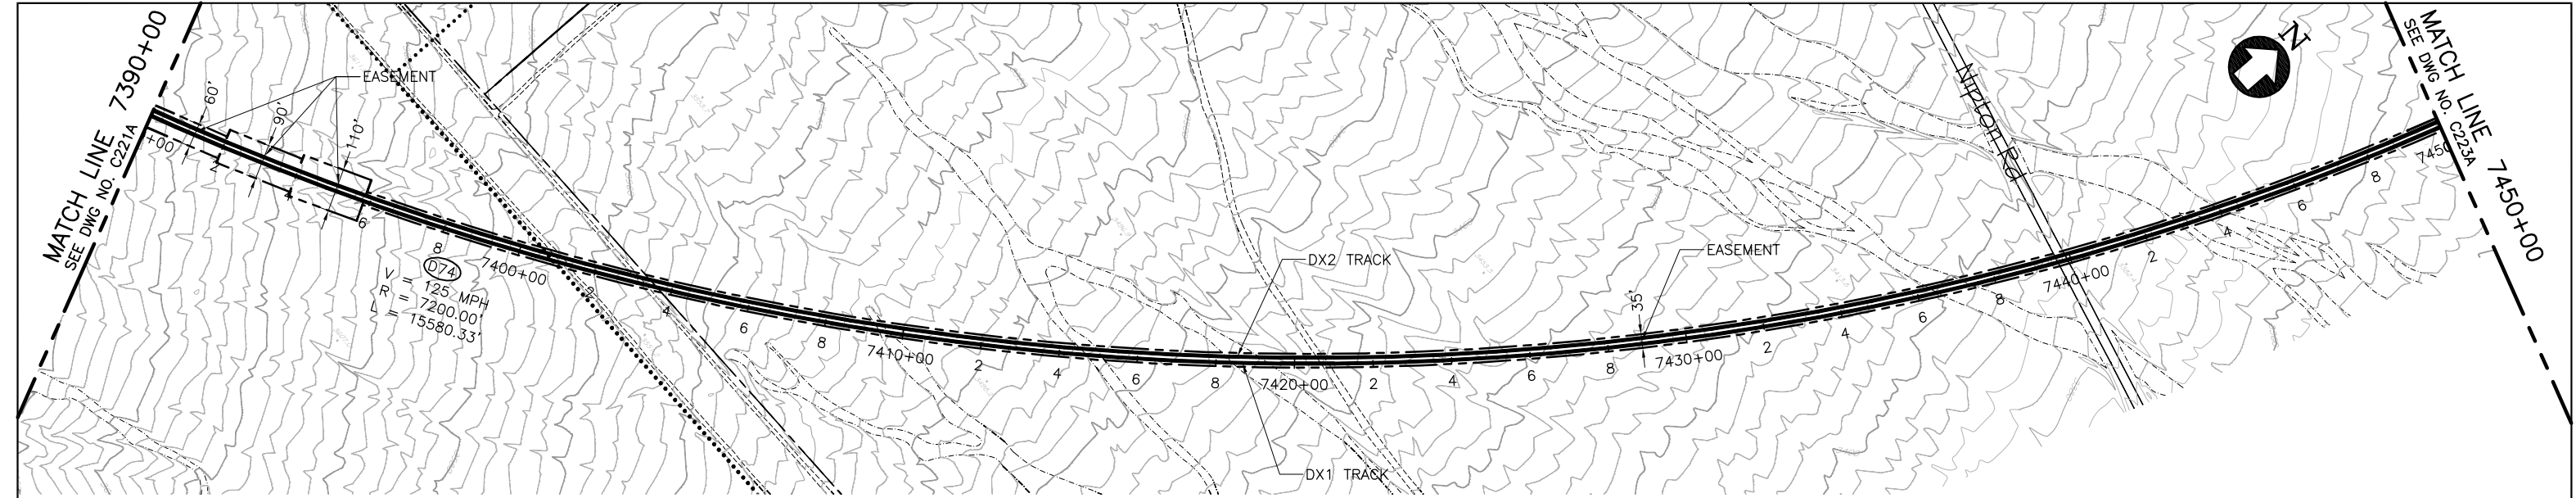 MATCH LINE 7390+00
SEE DWG NO. C221A
+00
60'
90'
110'
EASEMENT
2
4
6
8
7400+00
D74
V = 125 MPH
R = 7200.00'
L = 15580.33'
2
4
6
8
7410+00
2
4
6
8
7420+00
DX2 TRACK
DX1 TRACK
2
4
6
8
35'
EASEMENT
7430+00
2
4
6
8
7440+00
Nipton Rd
2
4
6
8
7450
N
MATCH LINE 7450+00
SEE DWG NO. C223A